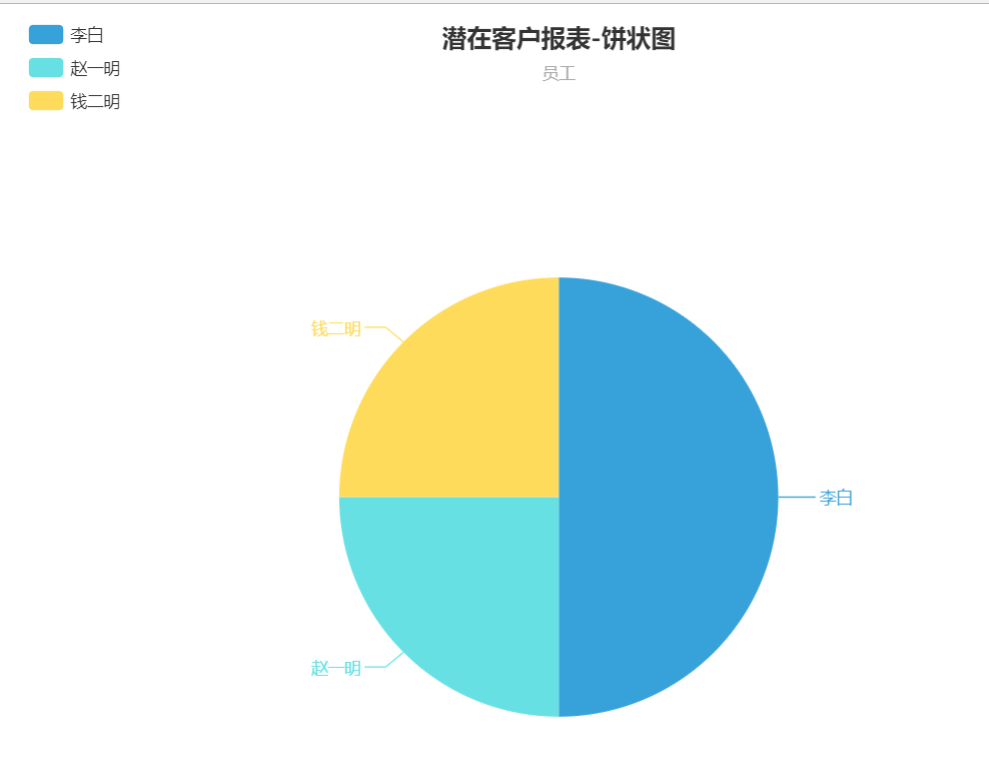 李白
赵一明
钱二明
潜在客户报表-饼状图
员工
钱二明
李白
赵一明